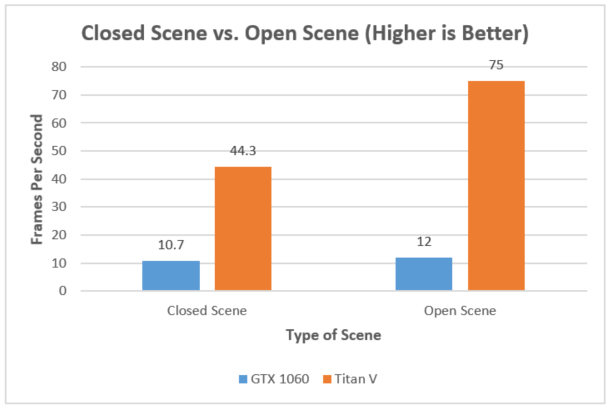 Closed Scene vs. Open Scene (Higher is Better)
Frames Per Second
80
70
60
50
40
30
20
10
0
10.7
44.3
12
75
Closed Scene
Open Scene
Type of Scene
GTX 1060
Titan V